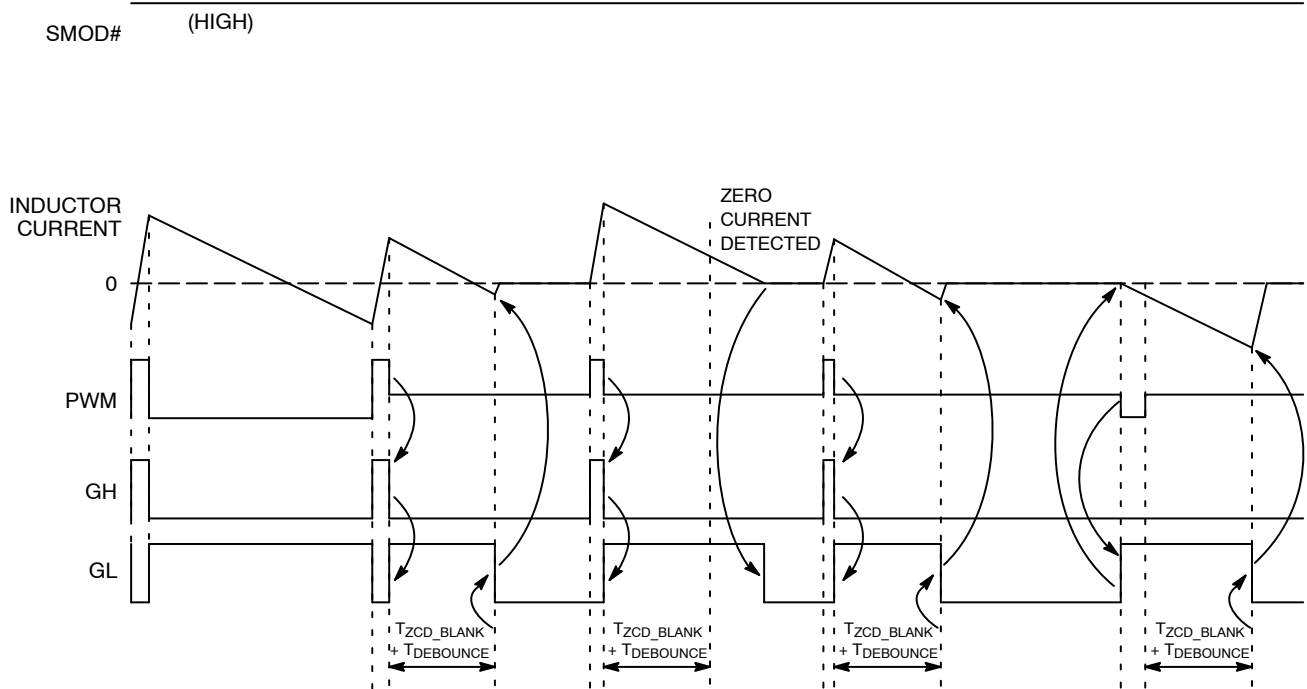 SMOD#
(HIGH)
INDUCTOR
CURRENT
ZERO
CURRENT
DETECTED
0
PWM
GH
GL
TZCD_BLANK
+ TDEBOUNCE
TZCD_BLANK
+ TDEBOUNCE
TZCD_BLANK
+ TDEBOUNCE
TZCD_BLANK
+ TDEBOUNCE